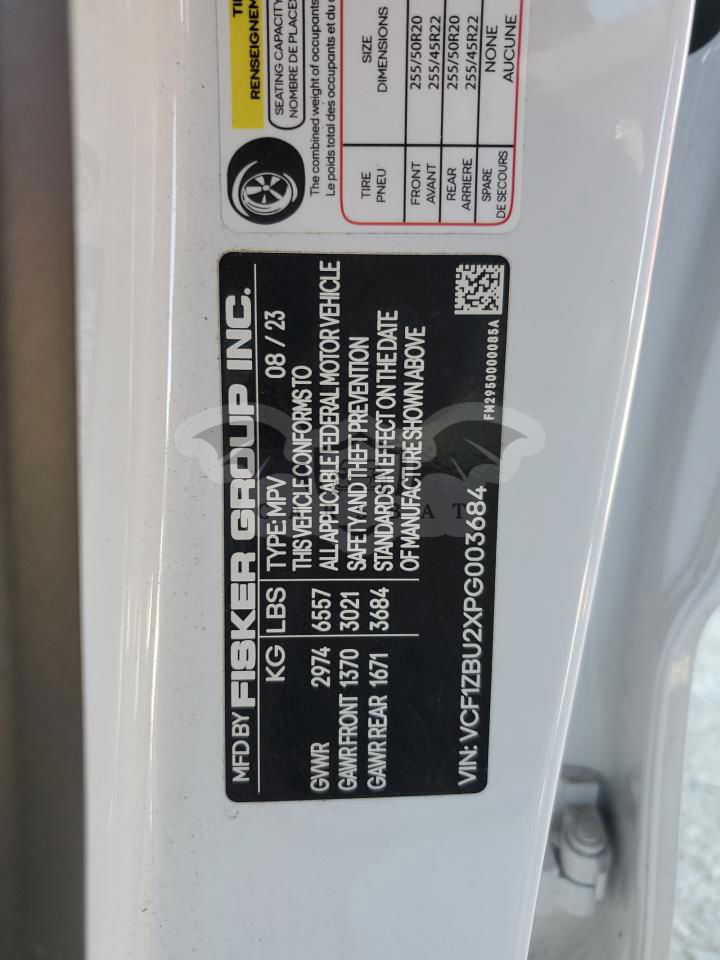 MFD BY FISKER GROUP INC.
KG LBS TYPE: MPV 08 / 23
GVWR 2974 6557
GAWR FRONT 1370 3021
GAWR REAR 1671 3684
THIS VEHICLE CONFORMS TO
ALL APPLICABLE FEDERAL MOTOR VEHICLE
SAFETY AND THEFT PREVENTION
STANDARDS IN EFFECT ON THE DATE
OF MANUFACTURE SHOWN ABOVE
VIN: VCF1ZBU2XPG003684
FM2950000085A
RENSEIGNEME
SEATING CAPACITY
NOMBRE DE PLACES
The combined weight of occupants
Le poids total des occupants et du
TIRE SIZE
PNEU DIMENSIONS
FRONT 255/50R20
AVANT 255/45R22
REAR 255/50R20
ARRIERE 255/45R22
SPARE NONE
DE SECOURS AUCUNE